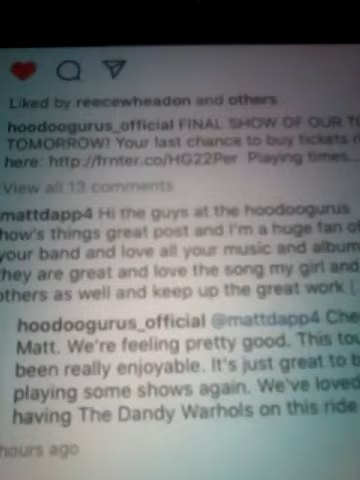 Liked by reecewheadon and others
hoodoogurus_official FINAL SHOW OF OUR
TOMORROW! Your last chance to buy tickets
here: http://frnter.co/HG22Per Playing times...
View all 13 comments
mattdapp4 Hi the guys at the hoodoogurus
how's things great post and I'm a huge fan of
your band and love all your music and album
they are great and love the song my girl and
others as well and keep up the great work
hoodoogurus_official @mattdapp4
Matt. We're feeling pretty good. This
been really enjoyable. It's just great to
playing some shows again. We've loved
having The Dandy Warhols on this ride
hours ago